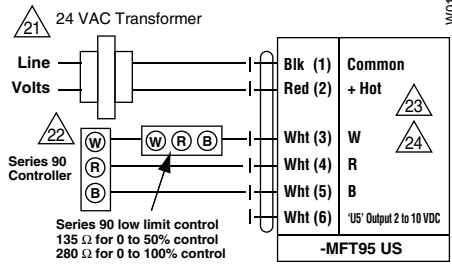 21 24 VAC Transformer
W01
Line
Volts
Blk (1) Common
Red (2) + Hot
23
22
W
W R B
Wht (3) W
24
Series 90
Controller
R
Wht (4) R
B
Wht (5) B
Wht (6) 'U5' Output 2 to 10 VDC
Series 90 low limit control
135 Ω for 0 to 50% control
280 Ω for 0 to 100% control
-MFT95 US